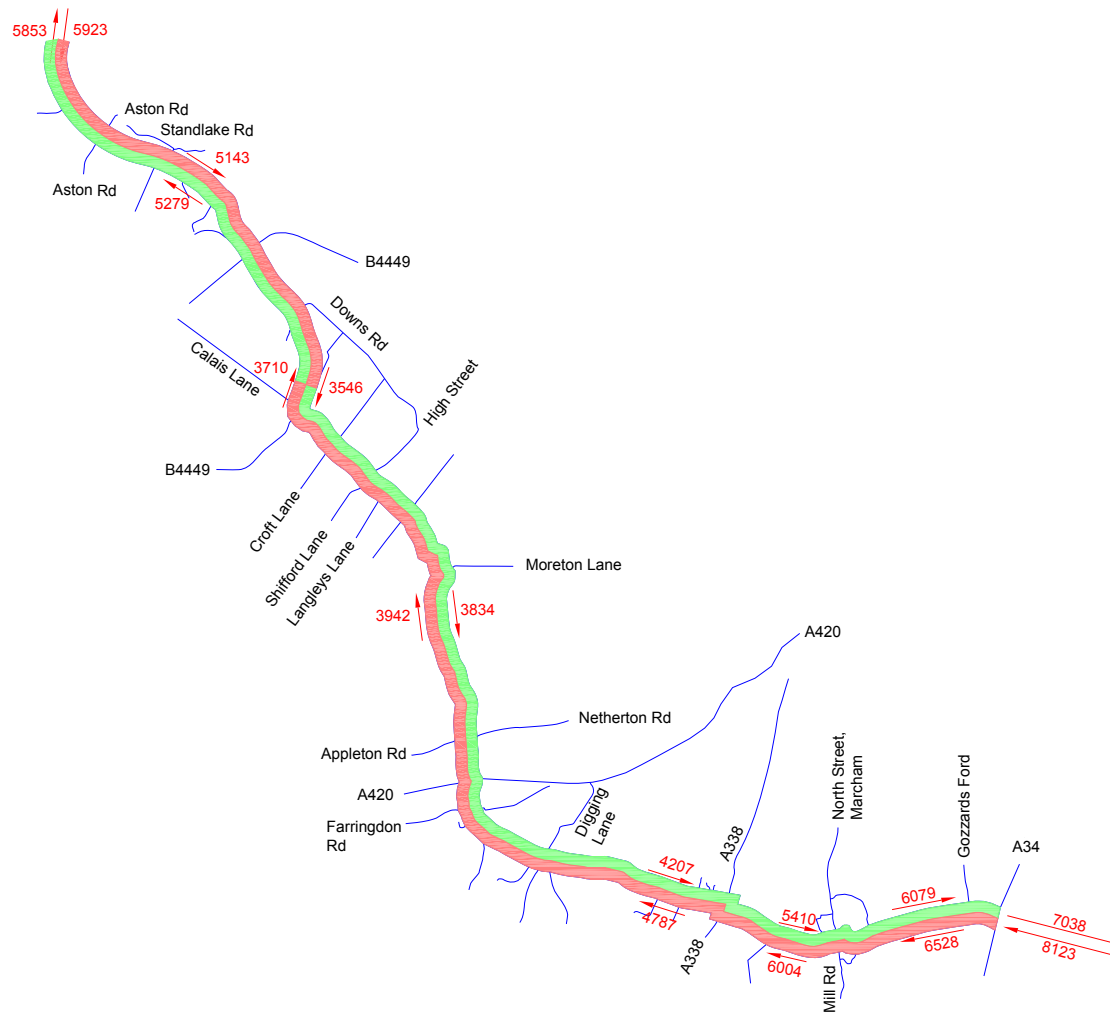 5853
5923
Aston Rd
Standlake Rd
5143
Aston Rd
5279
B4449
Downs Rd
Calais Lane
3710
3546
High Street
B4449
Croft Lane
Shifford Lane
Langleys Lane
Moreton Lane
3942
3834
A420
Netherton Rd
Appleton Rd
A420
Farringdon
Rd
Digging
Lane
North Street,
Marcham
Gozzards Ford
A338
A34
4207
6079
5410
7038
4787
6528
8123
A338
6004
Mill Rd